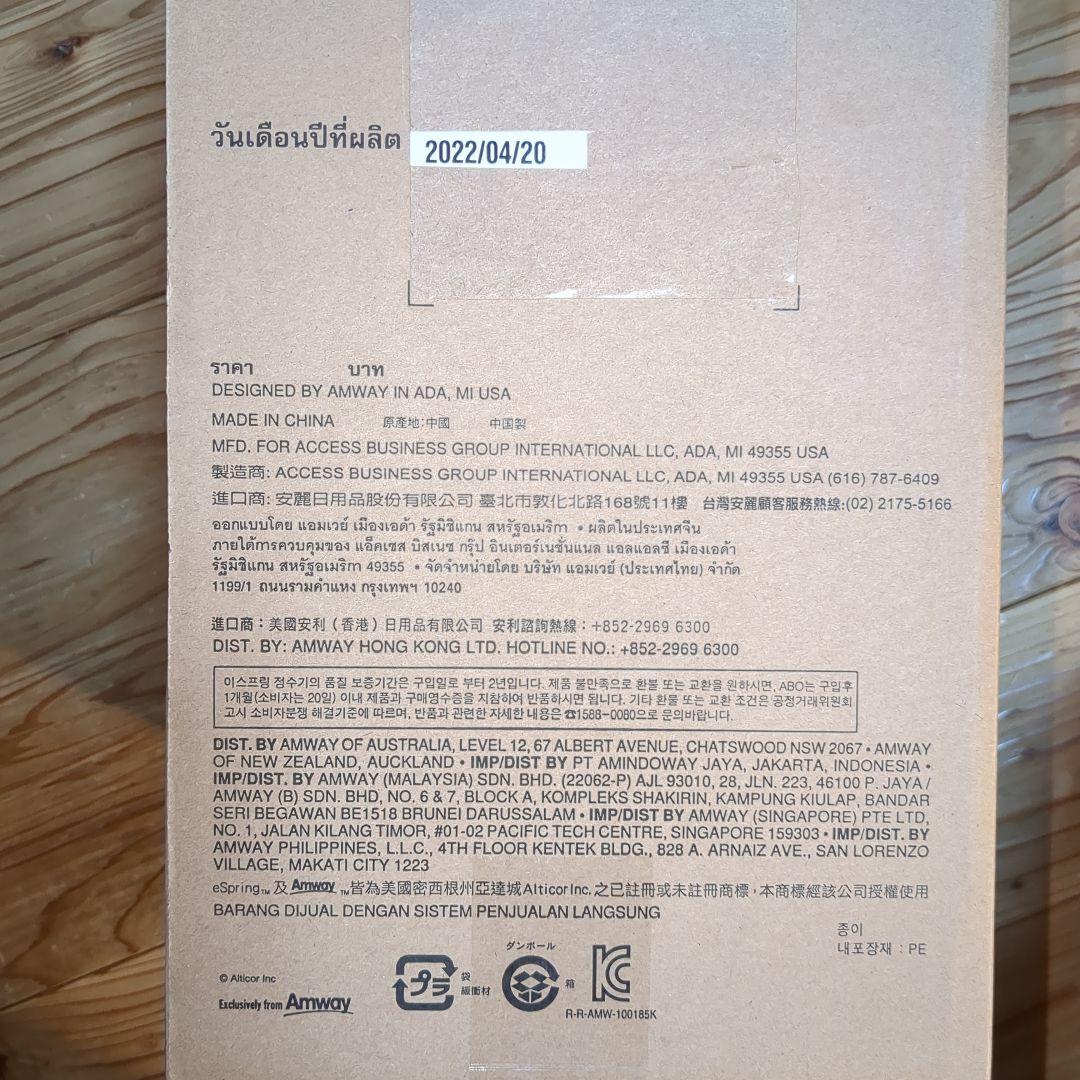 วันเดือนปีที่ผลิต 2022/04/20
ราคา บาท
DESIGNED BY AMWAY IN ADA, MI USA
MADE IN CHINA 原產地:中國 中国製
MFD. FOR ACCESS BUSINESS GROUP INTERNATIONAL LLC, ADA, MI 49355 USA
製造商: ACCESS BUSINESS GROUP INTERNATIONAL LLC, ADA, MI 49355 USA (616) 787-6409
進口商: 安麗日用品股份有限公司 臺北市敦化北路168號11樓 台灣安麗顧客服務熱線:(02) 2175-5166
ออกแบบโดย แอมเวย์ เมืองเอด้า รัฐมิชิแกน สหรัฐอเมริกา • ผลิตในประเทศจีน
ภายใต้การควบคุมของ แอ็คเซส บิสเนซ กรุ๊ป อินเตอร์เนชั่นแนล แอลแอลซี เมืองเอด้า
รัฐมิชิแกน สหรัฐอเมริกา 49355 • จัดจำหน่ายโดย บริษัท แอมเวย์ (ประเทศไทย) จำกัด
1199/1 ถนนรามคำแหง กรุงเทพฯ 10240
進口商：美國安利（香港）日用品有限公司 安利諮詢熱線：+852-2969 6300
DIST. BY: AMWAY HONG KONG LTD. HOTLINE NO.: +852-2969 6300
이스프링 정수기의 품질 보증기간은 구입일로 부터 2년입니다. 제품 불만족으로 환불 또는 교환을 원하시면, ABO는 구입후
1개월(소비자는 20일) 이내 제품과 구매영수증을 지참하여 반품하시면 됩니다. 기타 환불 또는 교환 조건은 공정거래위원회
고시 소비자분쟁 해결기준에 따르며, 반품과 관련한 자세한 내용은 ☎1588-0080으로 문의바랍니다.
DIST. BY AMWAY OF AUSTRALIA, LEVEL 12, 67 ALBERT AVENUE, CHATSWOOD NSW 2067 • AMWAY
OF NEW ZEALAND, AUCKLAND • IMP/DIST BY PT AMINDOWAY JAYA, JAKARTA, INDONESIA •
IMP/DIST. BY AMWAY (MALAYSIA) SDN. BHD. (22062-P) AJL 93010, 28, JLN. 223, 46100 P. JAYA /
AMWAY (B) SDN. BHD, NO. 6 & 7, BLOCK A, KOMPLEKS SHAKIRIN, KAMPUNG KIULAP, BANDAR
SERI BEGAWAN BE1518 BRUNEI DARUSSALAM • IMP/DIST BY AMWAY (SINGAPORE) PTE LTD,
NO. 1, JALAN KILANG TIMOR, #01-02 PACIFIC TECH CENTRE, SINGAPORE 159303 • IMP/DIST. BY
AMWAY PHILIPPINES, L.L.C., 4TH FLOOR KENTEK BLDG., 828 A. ARNAIZ AVE., SAN LORENZO
VILLAGE, MAKATI CITY 1223
eSpring™ 及 Amway™皆為美國密西根州亞達城Alticor Inc. 之已註冊或未註冊商標，本商標經該公司授權使用
BARANG DIJUAL DENGAN SISTEM PENJUALAN LANGSUNG
종이
내포장재 : PE
ダンボール
© Alticor Inc
Exclusively from Amway
プラ
袋
緩衝材
箱
R-R-AMW-100185K